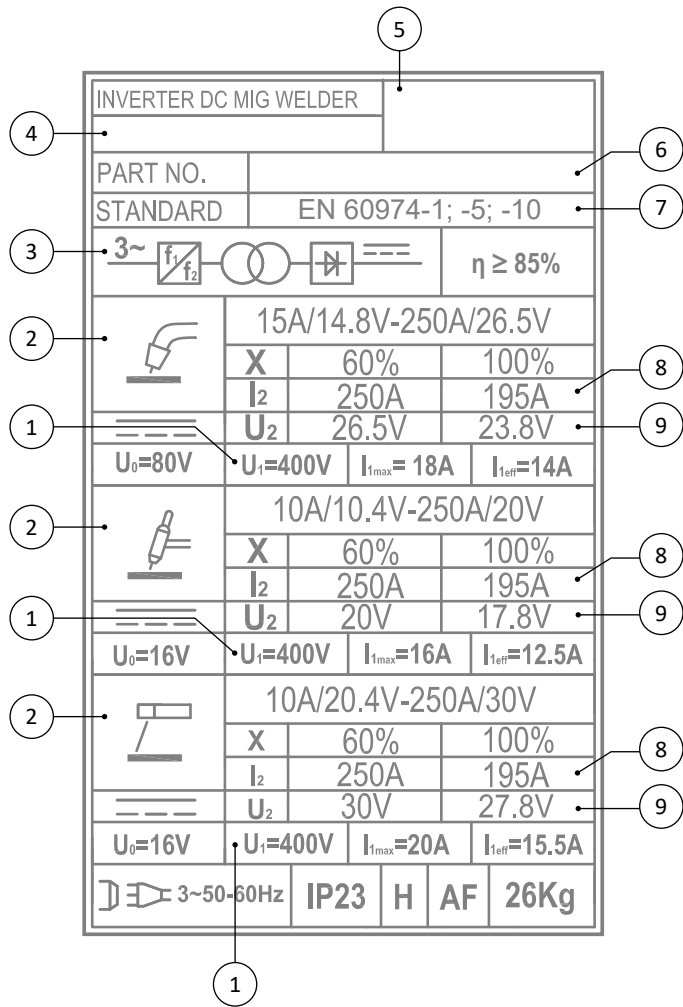 5
INVERTER DC MIG WELDER
4
6
PART NO.
STANDARD EN 60974-1; -5; -10
7
3
3~ f₁ f₂ η ≥ 85%
2
15A/14.8V-250A/26.5V
X 60% 100%
8
I₂ 250A 195A
1
U₂ 26.5V 23.8V
9
U₀=80V U₁=400V I₁max= 18A I₁eff=14A
2
10A/10.4V-250A/20V
X 60% 100%
8
I₂ 250A 195A
1
U₂ 20V 17.8V
9
U₀=16V U₁=400V I₁max=16A I₁eff=12.5A
2
10A/20.4V-250A/30V
X 60% 100%
8
I₂ 250A 195A
U₂ 30V 27.8V
9
U₀=16V U₁=400V I₁max=20A I₁eff=15.5A
3~50-60Hz IP23 H AF 26Kg
1